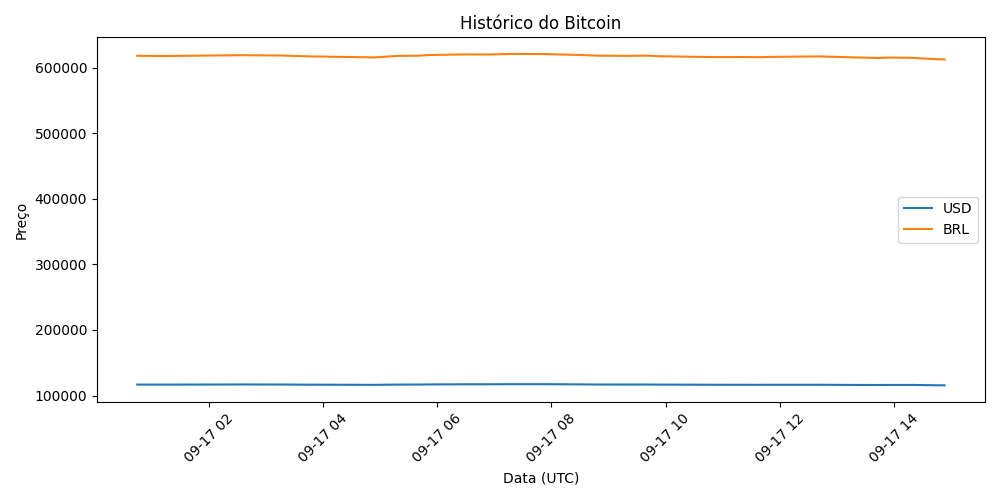 Histórico do Bitcoin
Preço
600000
500000
400000
300000
200000
100000
USD
BRL
09-17 02
09-17 04
09-17 06
09-17 08
09-17 10
09-17 12
09-17 14
Data (UTC)